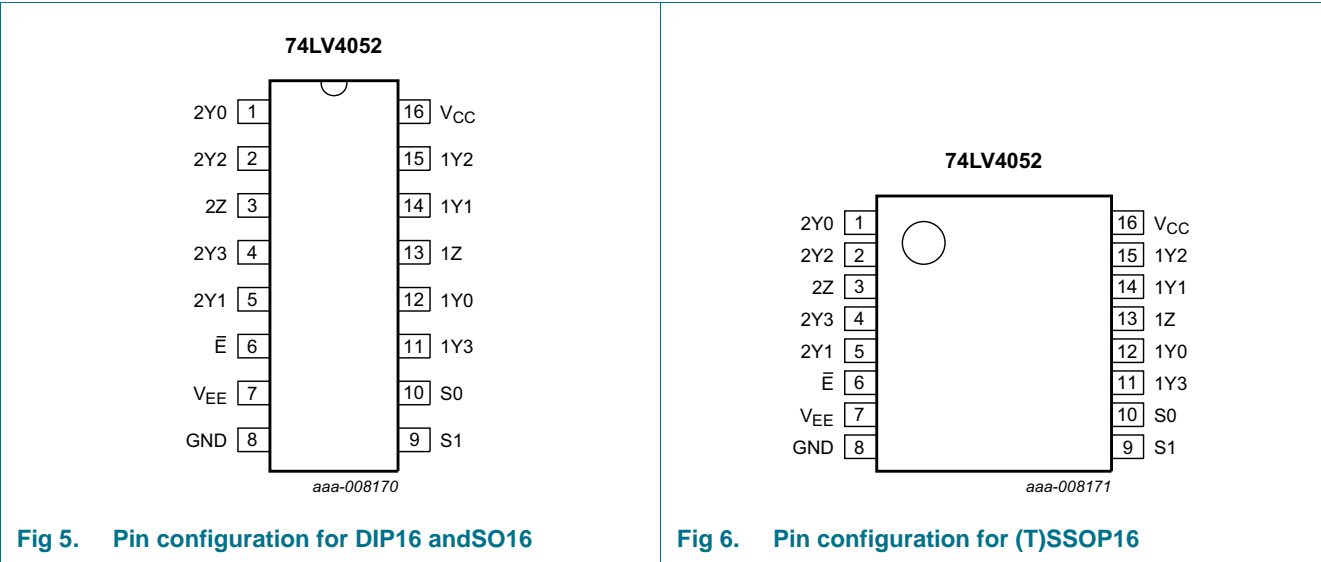 74LV4052
2Y0 1 16 VCC
2Y2 2 15 1Y2
2Z 3 14 1Y1
2Y3 4 13 1Z
2Y1 5 12 1Y0
E̅ 6 11 1Y3
VEE 7 10 S0
GND 8 9 S1
aaa-008170
Fig 5. Pin configuration for DIP16 andSO16
74LV4052
2Y0 1 16 VCC
2Y2 2 15 1Y2
2Z 3 14 1Y1
2Y3 4 13 1Z
2Y1 5 12 1Y0
E̅ 6 11 1Y3
VEE 7 10 S0
GND 8 9 S1
aaa-008171
Fig 6. Pin configuration for (T)SSOP16